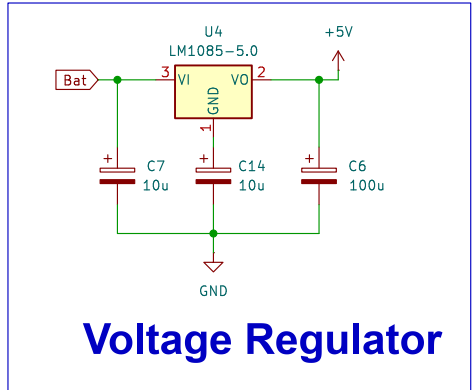 U4
+5V
LM1085-5.0
Bat
3
VI
VO
2
GND
1
C7
10u
C14
10u
C6
100u
GND
Voltage Regulator